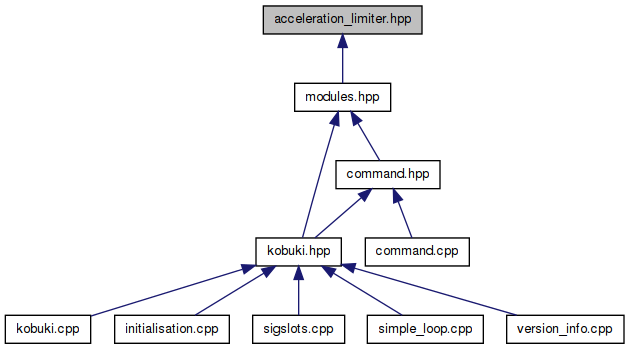 acceleration_limiter.hpp
modules.hpp
command.hpp
kobuki.hpp
command.cpp
kobuki.cpp
initialisation.cpp
sigslots.cpp
simple_loop.cpp
version_info.cpp